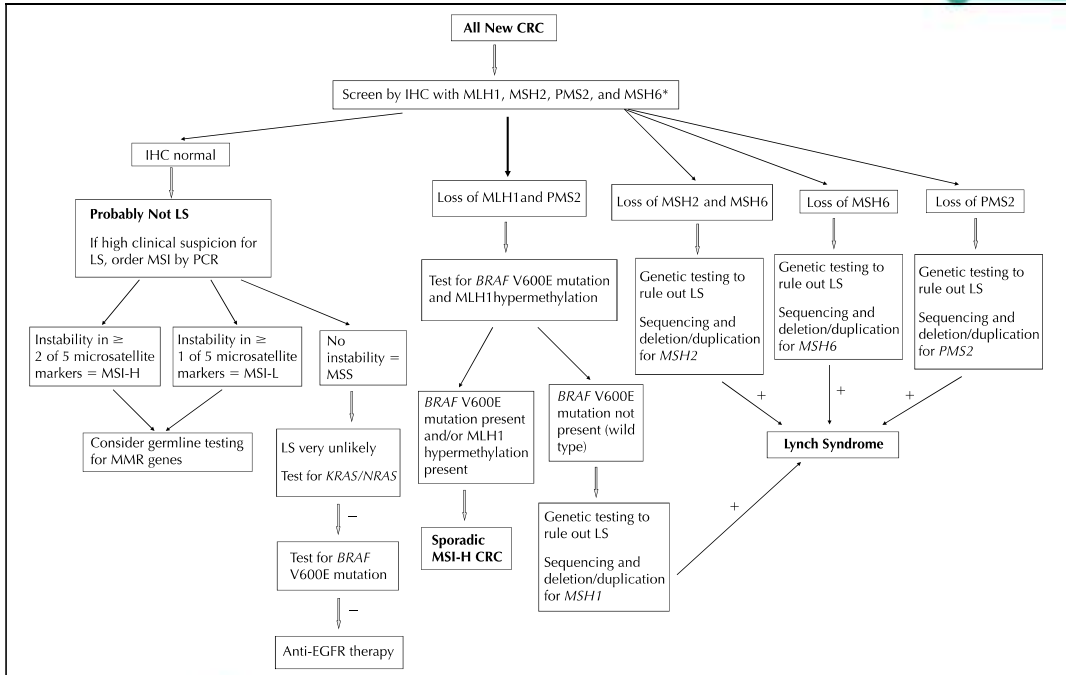 All New CRC
Screen by IHC with MLH1, MSH2, PMS2, and MSH6*
IHC normal
Probably Not LS
If high clinical suspicion for
LS, order MSI by PCR
Instability in ≥
2 of 5 microsatellite
markers = MSI-H
Instability in ≥
1 of 5 microsatellite
markers = MSI-L
No
instability =
MSS
Consider germline testing
for MMR genes
LS very unlikely
Test for KRAS/NRAS
−
Test for BRAF
V600E mutation
−
Anti-EGFR therapy
Loss of MLH1and PMS2
Test for BRAF V600E mutation
and MLH1hypermethylation
BRAF V600E
mutation present
and/or MLH1
hypermethylation
present
Sporadic
MSI-H CRC
BRAF V600E
mutation not
present (wild
type)
Genetic testing to
rule out LS
Sequencing and
deletion/duplication
for MSH1
+
Loss of MSH2 and MSH6
Genetic testing to
rule out LS
Sequencing and
deletion/duplication
for MSH2
+
Loss of MSH6
Genetic testing to
rule out LS
Sequencing and
deletion/duplication
for MSH6
+
Loss of PMS2
Genetic testing to
rule out LS
Sequencing and
deletion/duplication
for PMS2
+
Lynch Syndrome